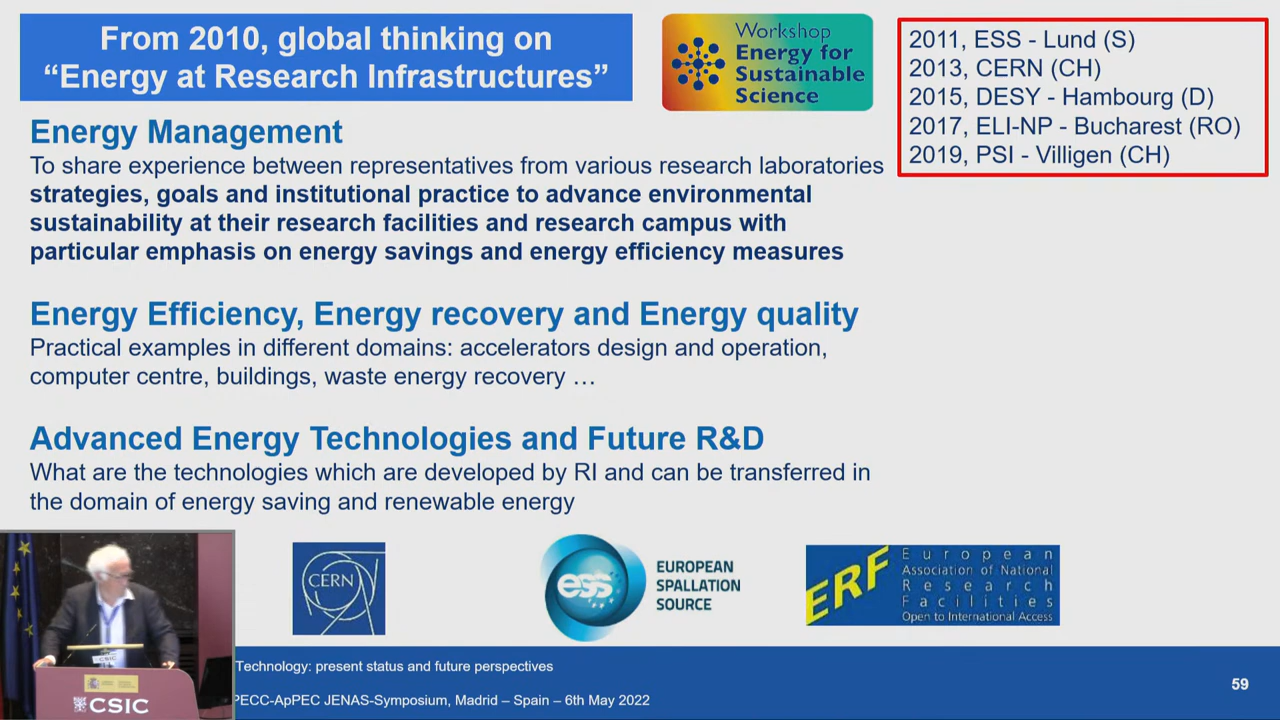 From 2010, global thinking on
“Energy at Research Infrastructures”
Workshop
Energy for
Sustainable
Science
2011, ESS - Lund (S)
2013, CERN (CH)
2015, DESY - Hambourg (D)
2017, ELI-NP - Bucharest (RO)
2019, PSI - Villigen (CH)
Energy Management
To share experience between representatives from various research laboratories
strategies, goals and institutional practice to advance environmental
sustainability at their research facilities and research campus with
particular emphasis on energy savings and energy efficiency measures
Energy Efficiency, Energy recovery and Energy quality
Practical examples in different domains: accelerators design and operation,
computer centre, buildings, waste energy recovery …
Advanced Energy Technologies and Future R&D
What are the technologies which are developed by RI and can be transferred in
the domain of energy saving and renewable energy
CERN
ess
EUROPEAN
SPALLATION
SOURCE
ERF
European
Association of National
Research
Facilities
Open to International Access
CSIC
CSIC
Technology: present status and future perspectives
PECC-ApPEC JENAS-Symposium, Madrid – Spain – 6th May 2022
59